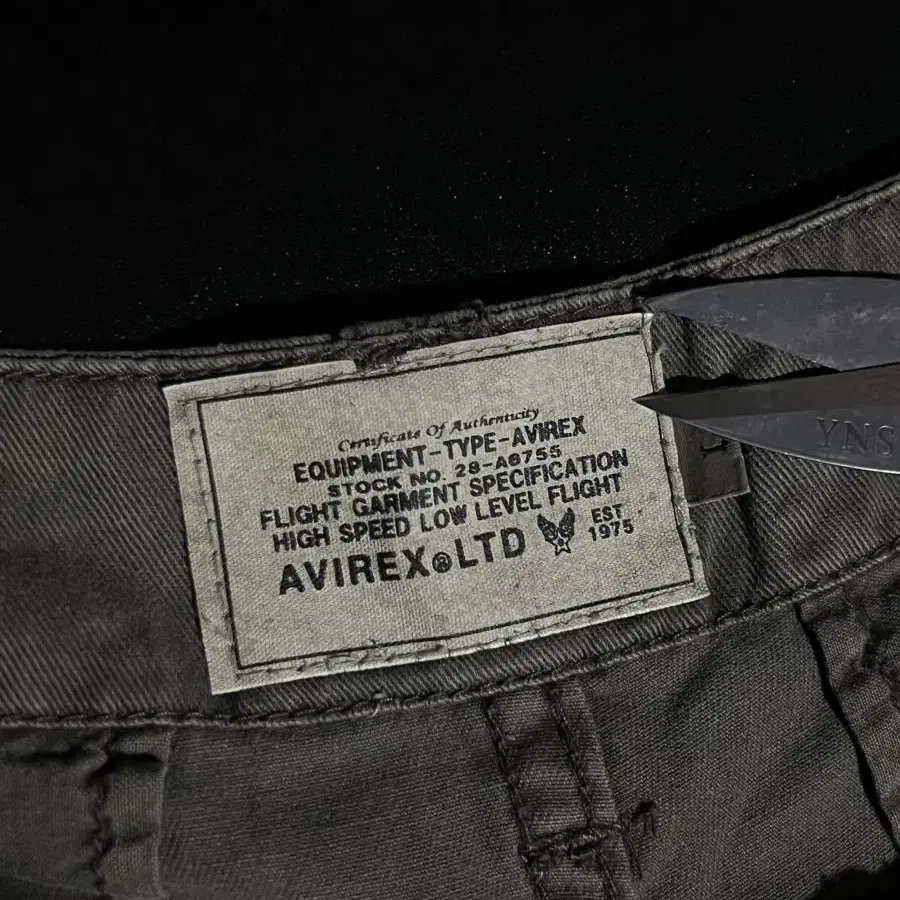 Certificate Of Authenticity
EQUIPMENT-TYPE-AVIREX
STOCK NO. 28-A6755
FLIGHT GARMENT SPECIFICATION
HIGH SPEED LOW LEVEL FLIGHT
AVIREX®LTD
EST
1975
YNS